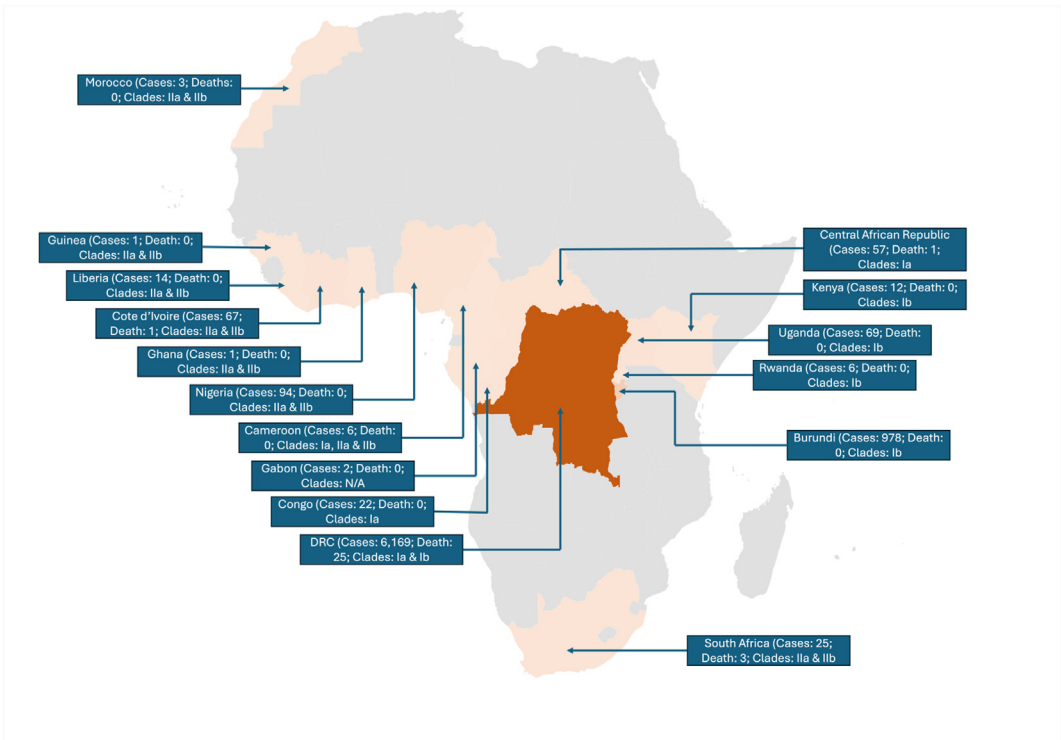 Morocco (Cases: 3; Deaths:
0; Clades: IIa & IIb)
Guinea (Cases: 1; Death: 0;
Clades: IIa & IIb)
Liberia (Cases: 14; Death: 0;
Clades: IIa & IIb)
Cote d'Ivoire (Cases: 67;
Death: 1; Clades: IIa & IIb)
Ghana (Cases: 1; Death: 0;
Clades: IIa & IIb)
Nigeria (Cases: 94; Death: 0;
Clades: IIa & IIb)
Cameroon (Cases: 6; Death:
0; Clades: Ia, IIa & IIb)
Gabon (Cases: 2; Death: 0;
Clades: N/A
Congo (Cases: 22; Death: 0;
Clades: Ia
DRC (Cases: 6,169; Death:
25; Clades: Ia & Ib)
Central African Republic
(Cases: 57; Death: 1;
Clades: Ia
Kenya (Cases: 12; Death: 0;
Clades: Ib
Uganda (Cases: 69; Death:
0; Clades: Ib)
Rwanda (Cases: 6; Death: 0;
Clades: Ib
Burundi (Cases: 978; Death:
0; Clades: Ib
South Africa (Cases: 25;
Death: 3; Clades: IIa & IIb